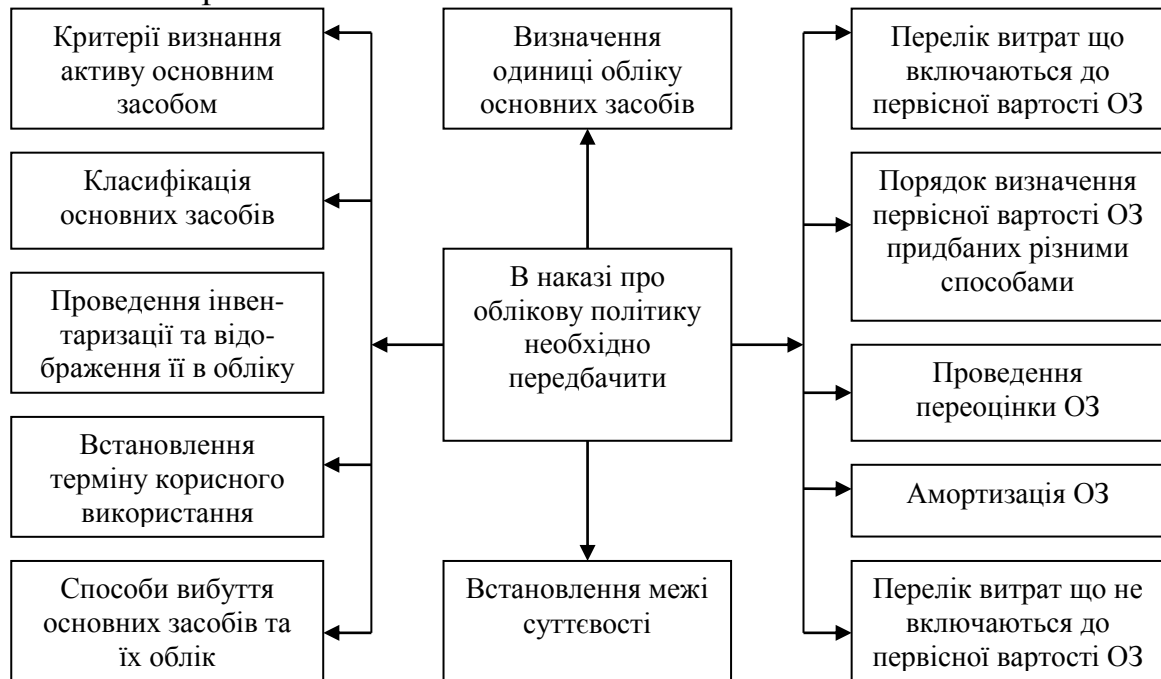 Критерії визнання
активу основним
засобом
Класифікація
основних засобів
Проведення інвен-
таризації та відо-
браження її в обліку
Встановлення
терміну корисного
використання
Способи вибуття
основних засобів та
їх облік
Визначення
одиниці обліку
основних засобів
В наказі про
облікову політику
необхідно
передбачити
Встановлення межі
суттєвості
Перелік витрат що
включаються до
первісної вартості ОЗ
Порядок визначення
первісної вартості ОЗ
придбаних різними
способами
Проведення
переоцінки ОЗ
Амортизація ОЗ
Перелік витрат що не
включаються до
первісної вартості ОЗ